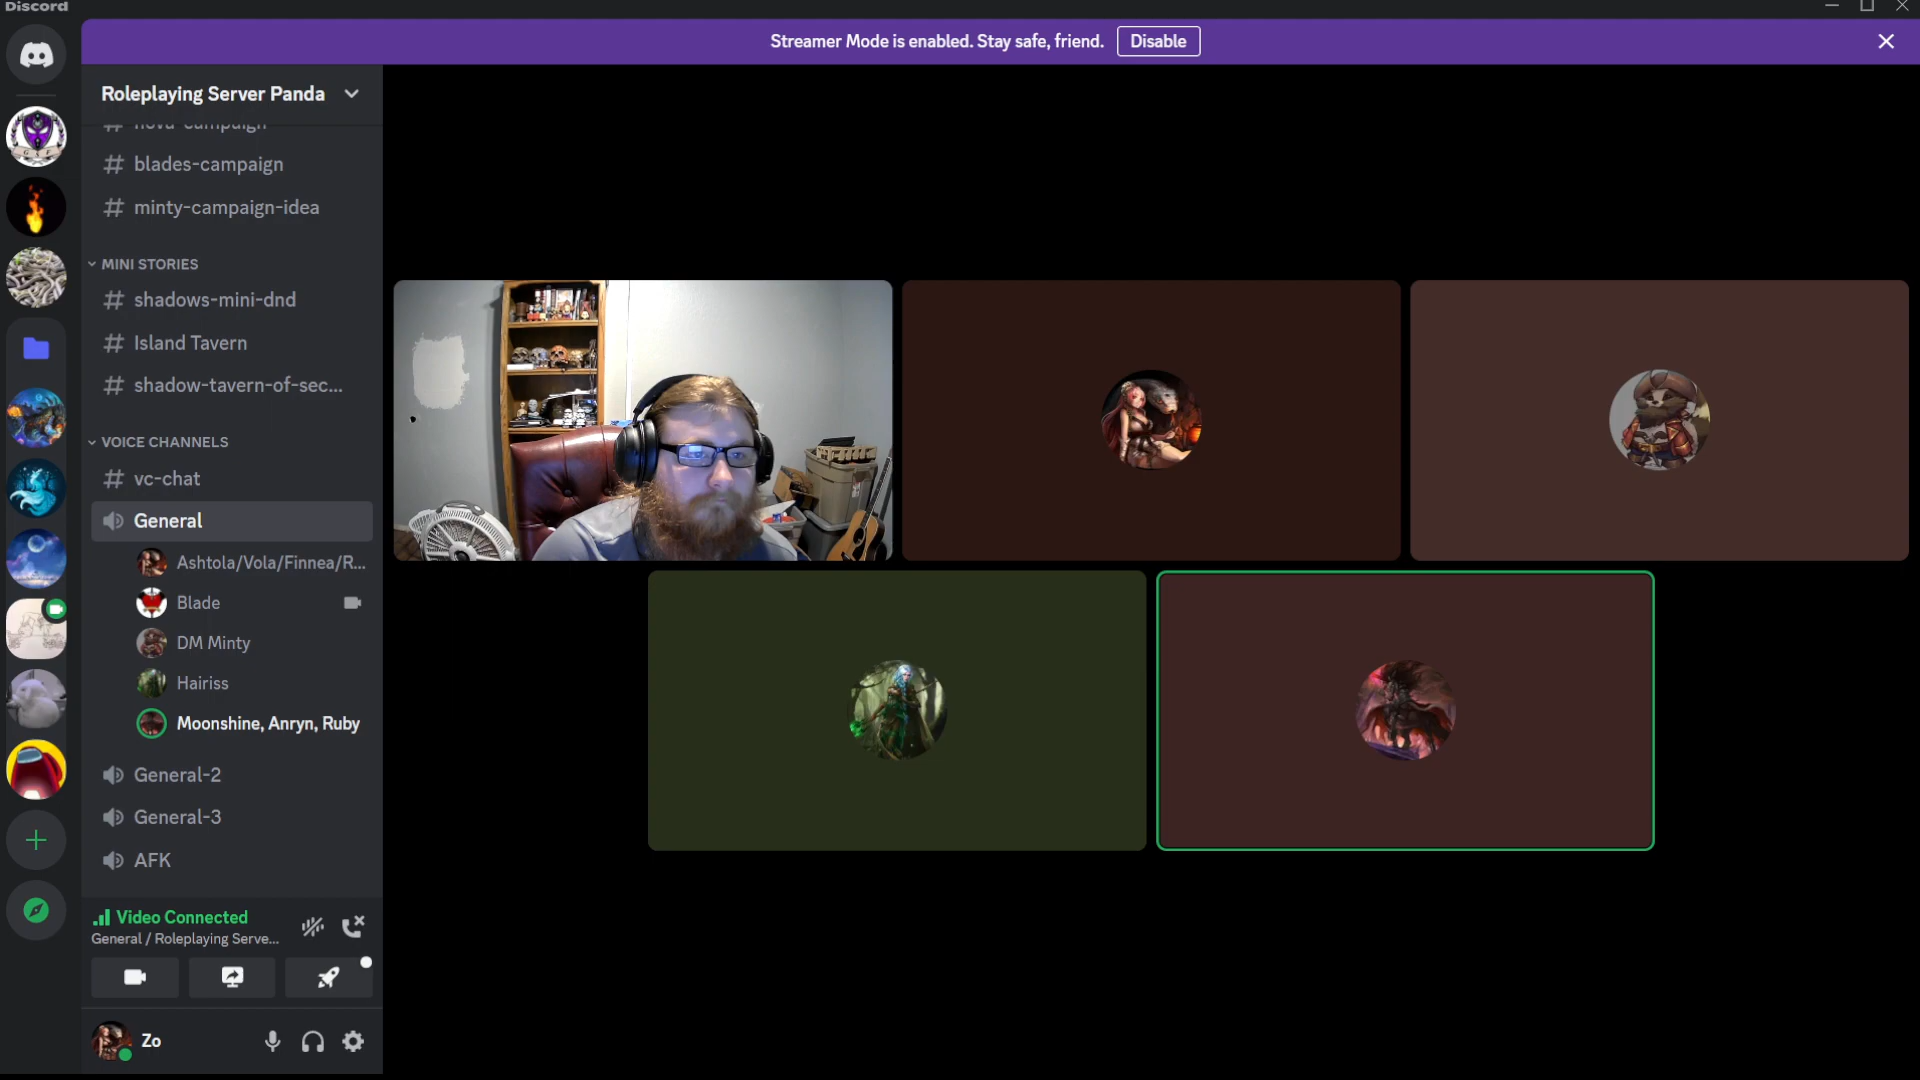 Discord
Streamer Mode is enabled. Stay safe, friend.
Disable
Roleplaying Server Panda
# nova-campaign
# blades-campaign
# minty-campaign-idea
MINI STORIES
# shadows-mini-dnd
# Island Tavern
# shadow-tavern-of-sec...
VOICE CHANNELS
# vc-chat
General
Ashtola/Vola/Finnea/R...
Blade
DM Minty
Hairiss
Moonshine, Anryn, Ruby
General-2
General-3
AFK
Video Connected
General / Roleplaying Serve...
Zo